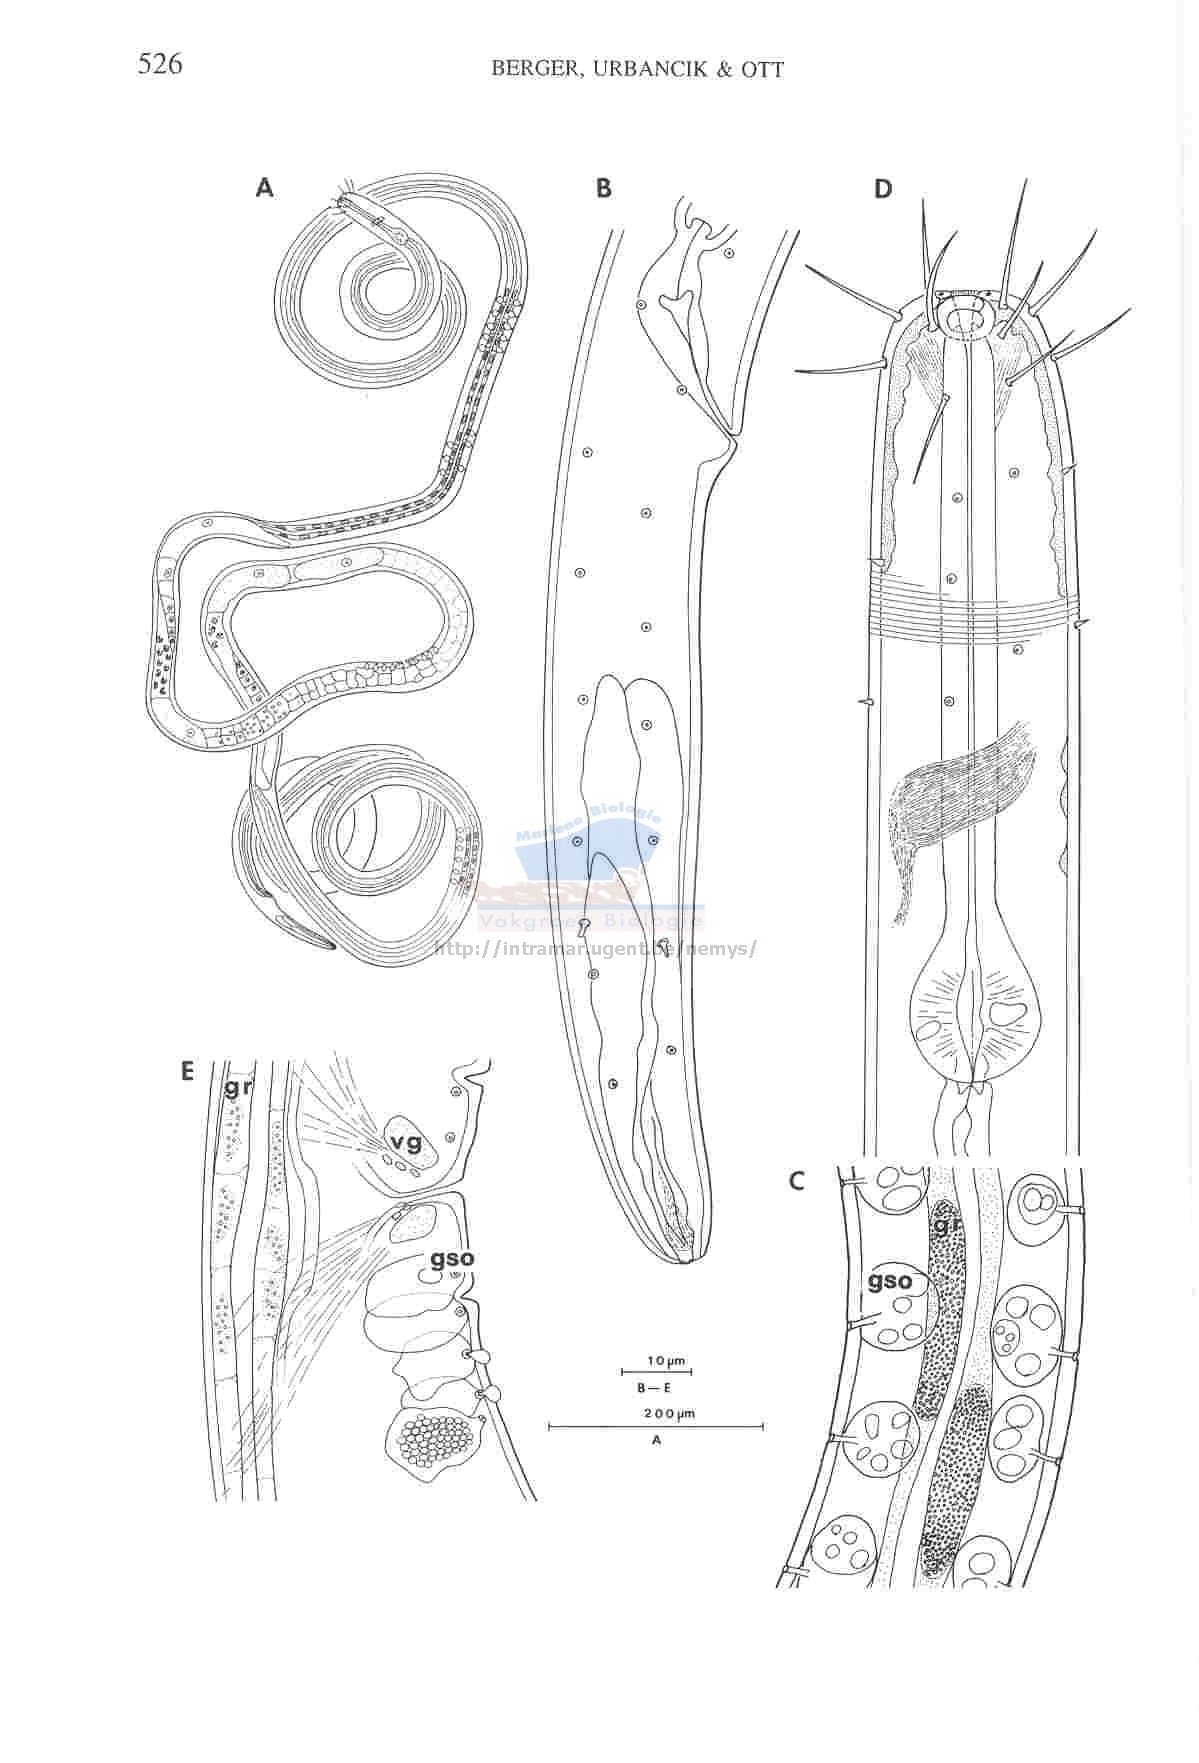 526
BERGER, URBANCIK & OTT
A
B
D
Marine Biologie
Vakgroep Biologie
http://intramar.ugent.be/nemys/
E
gr
vg
gso
C
gr
gso
10 µm
B — E
200 µm
A